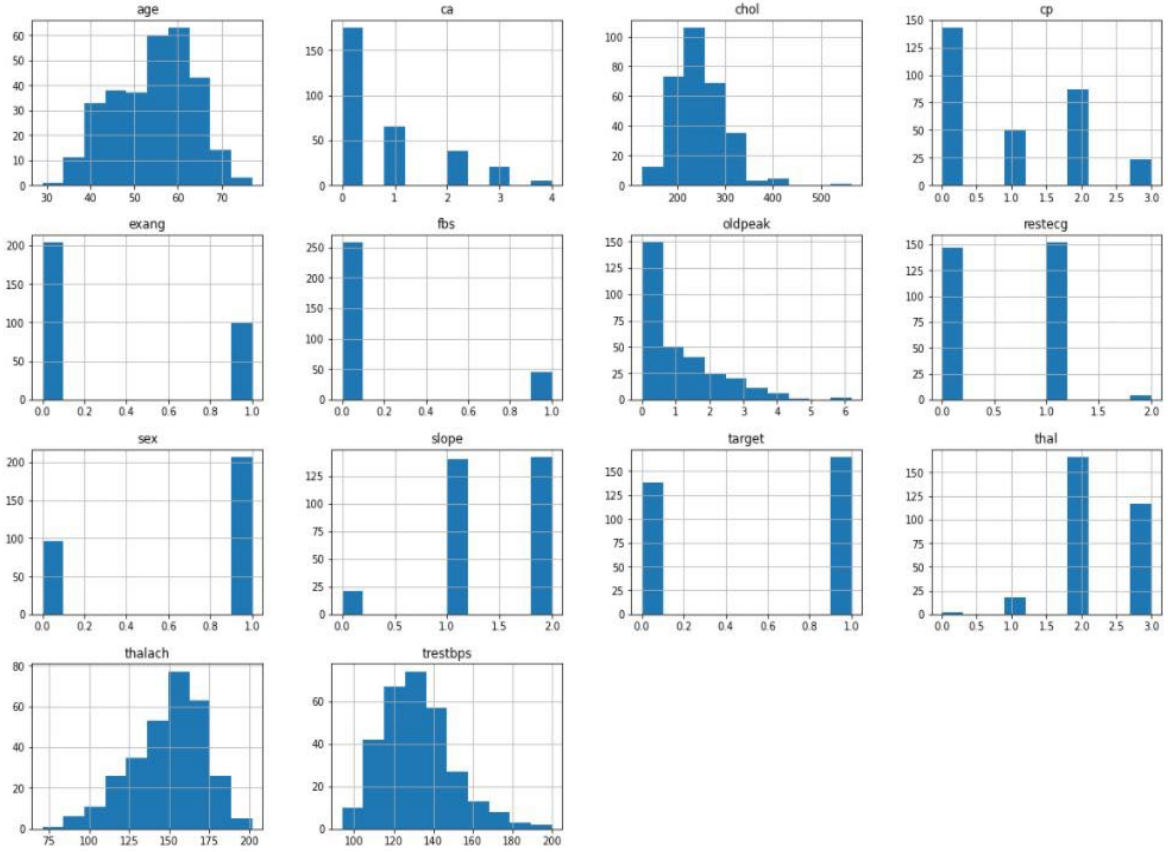 age
60
50
40
30
20
10
0
30 40 50 60 70
ca
150
100
50
0
0 1 2 3 4
chol
100
80
60
40
20
0
200 300 400 500
cp
150
125
100
75
50
25
0
0.0 0.5 1.0 1.5 2.0 2.5 3.0
exang
200
150
100
50
0
0.0 0.2 0.4 0.6 0.8 1.0
fbs
250
200
150
100
50
0
0.0 0.2 0.4 0.6 0.8 1.0
oldpeak
150
125
100
75
50
25
0
0 1 2 3 4 5 6
restecg
150
125
100
75
50
25
0
0.0 0.5 1.0 1.5 2.0
sex
200
150
100
50
0
0.0 0.2 0.4 0.6 0.8 1.0
slope
125
100
75
50
25
0
0.0 0.5 1.0 1.5 2.0
target
150
125
100
75
50
25
0
0.0 0.2 0.4 0.6 0.8 1.0
thal
150
125
100
75
50
25
0
0.0 0.5 1.0 1.5 2.0 2.5 3.0
thalach
80
60
40
20
0
75 100 125 150 175 200
trestbps
60
40
20
0
100 120 140 160 180 200